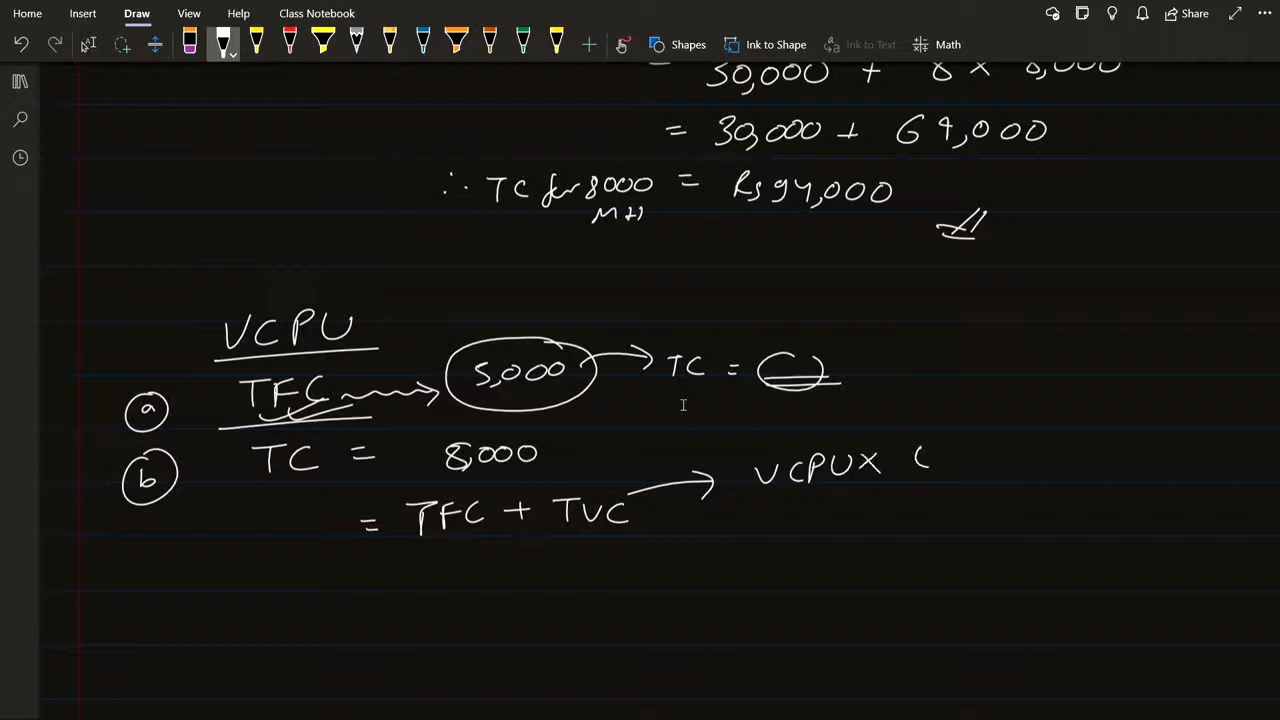 Home Insert Draw View Help Class Notebook Share
Shapes Ink to Shape Ink to Text Math
= 30,000 + 8 x 8,000
= 30,000 + 64,000
∴ TC for 8000 MH = Rs 94,000
VCPU
a TFC 5,000 TC = ( )
b TC = 8,000
= TFC + TVC VCPU X (